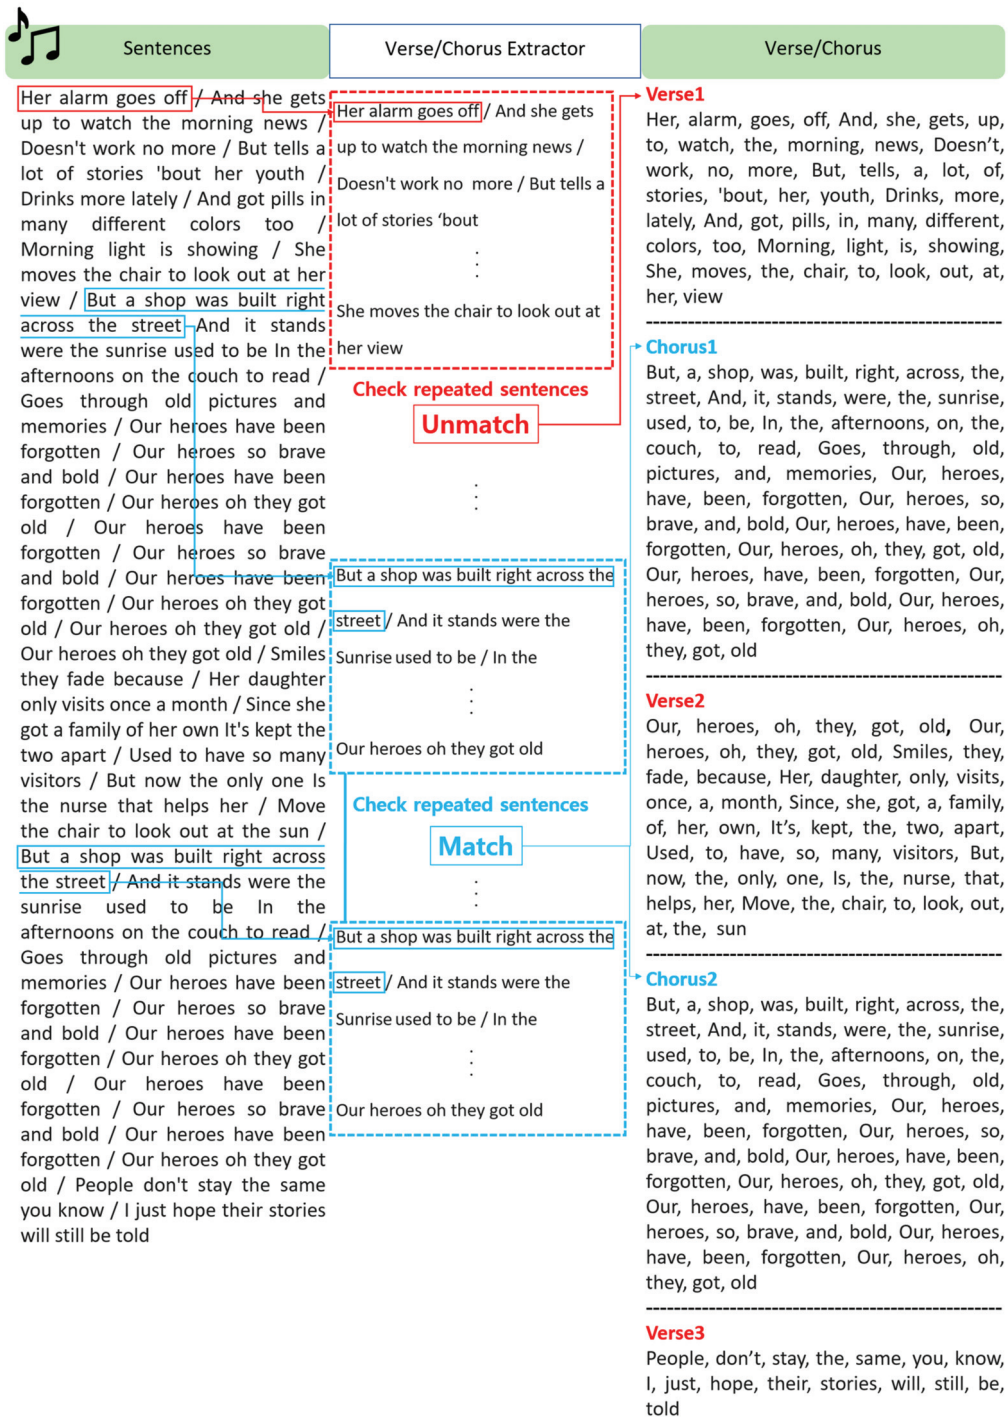 Sentences
Verse/Chorus Extractor
Verse/Chorus
Her alarm goes off / And she gets
up to watch the morning news /
Doesn't work no more / But tells a
lot of stories 'bout her youth /
Drinks more lately / And got pills in
many different colors too /
Morning light is showing / She
moves the chair to look out at her
view / But a shop was built right
across the street And it stands
were the sunrise used to be In the
afternoons on the couch to read /
Goes through old pictures and
memories / Our heroes have been
forgotten / Our heroes so brave
and bold / Our heroes have been
forgotten / Our heroes oh they got
old / Our heroes have been
forgotten / Our heroes so brave
and bold / Our heroes have been
forgotten / Our heroes oh they got
old / Our heroes oh they got old /
Our heroes oh they got old / Smiles
they fade because / Her daughter
only visits once a month / Since she
got a family of her own It's kept the
two apart / Used to have so many
visitors / But now the only one Is
the nurse that helps her / Move
the chair to look out at the sun /
But a shop was built right across
the street / And it stands were the
sunrise used to be In the
afternoons on the couch to read /
Goes through old pictures and
memories / Our heroes have been
forgotten / Our heroes so brave
and bold / Our heroes have been
forgotten / Our heroes oh they got
old / Our heroes have been
forgotten / Our heroes so brave
and bold / Our heroes have been
forgotten / Our heroes oh they got
old / People don't stay the same
you know / I just hope their stories
will still be told
Her alarm goes off / And she gets
up to watch the morning news /
Doesn't work no more / But tells a
lot of stories ‘bout
She moves the chair to look out at
her view
Check repeated sentences
Unmatch
But a shop was built right across the
street / And it stands were the
Sunrise used to be / In the
Our heroes oh they got old
Check repeated sentences
Match
But a shop was built right across the
street / And it stands were the
Sunrise used to be / In the
Our heroes oh they got old
Verse1
Her, alarm, goes, off, And, she, gets, up,
to, watch, the, morning, news, Doesn’t,
work, no, more, But, tells, a, lot, of,
stories, 'bout, her, youth, Drinks, more,
lately, And, got, pills, in, many, different,
colors, too, Morning, light, is, showing,
She, moves, the, chair, to, look, out, at,
her, view
Chorus1
But, a, shop, was, built, right, across, the,
street, And, it, stands, were, the, sunrise,
used, to, be, In, the, afternoons, on, the,
couch, to, read, Goes, through, old,
pictures, and, memories, Our, heroes,
have, been, forgotten, Our, heroes, so,
brave, and, bold, Our, heroes, have, been,
forgotten, Our, heroes, oh, they, got, old,
Our, heroes, have, been, forgotten, Our,
heroes, so, brave, and, bold, Our, heroes,
have, been, forgotten, Our, heroes, oh,
they, got, old
Verse2
Our, heroes, oh, they, got, old, Our,
heroes, oh, they, got, old, Smiles, they,
fade, because, Her, daughter, only, visits,
once, a, month, Since, she, got, a, family,
of, her, own, It’s, kept, the, two, apart,
Used, to, have, so, many, visitors, But,
now, the, only, one, Is, the, nurse, that,
helps, her, Move, the, chair, to, look, out,
at, the, sun
Chorus2
But, a, shop, was, built, right, across, the,
street, And, it, stands, were, the, sunrise,
used, to, be, In, the, afternoons, on, the,
couch, to, read, Goes, through, old,
pictures, and, memories, Our, heroes,
have, been, forgotten, Our, heroes, so,
brave, and, bold, Our, heroes, have, been,
forgotten, Our, heroes, oh, they, got, old,
Our, heroes, have, been, forgotten, Our,
heroes, so, brave, and, bold, Our, heroes,
have, been, forgotten, Our, heroes, oh,
they, got, old
Verse3
People, don’t, stay, the, same, you, know,
I, just, hope, their, stories, will, still, be,
told